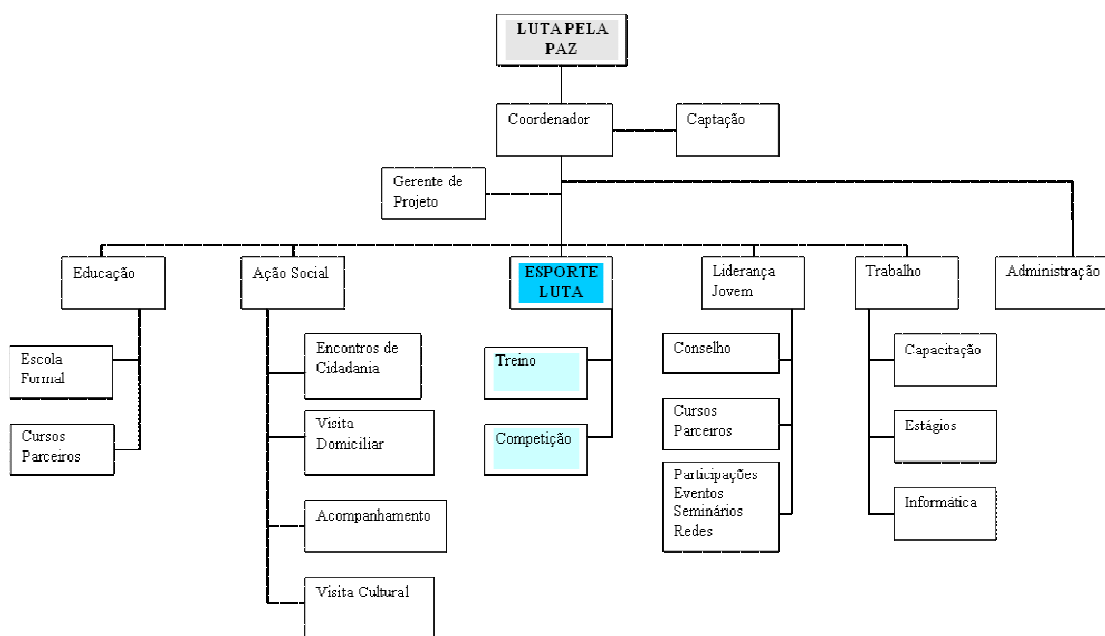 LUTA PELA
PAZ
Coordenador
Captação
Gerente de
Projeto
Educação
Ação Social
ESPORTE
LUTA
Liderança
Jovem
Trabalho
Administração
Escola
Formal
Cursos
Parceiros
Encontros de
Cidadania
Visita
Domiciliar
Acompanhamento
Visita Cultural
Treino
Competição
Conselho
Cursos
Parceiros
Participações
Eventos
Seminários
Redes
Capacitação
Estágios
Informática